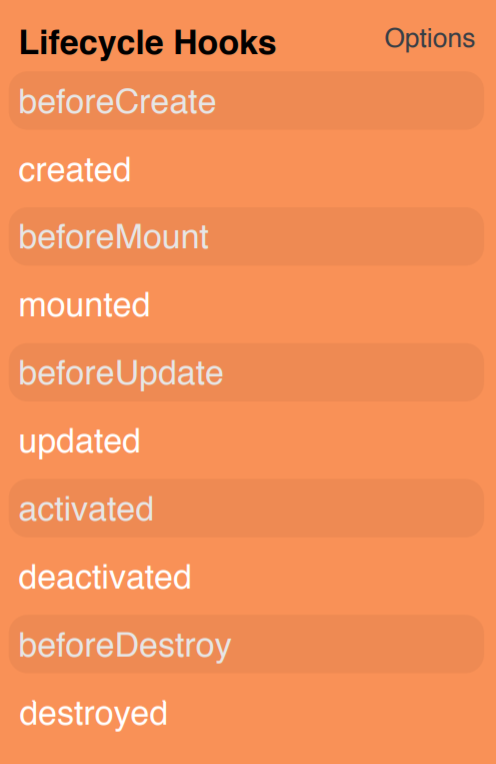 Lifecycle Hooks Options
beforeCreate
created
beforeMount
mounted
beforeUpdate
updated
activated
deactivated
beforeDestroy
destroyed